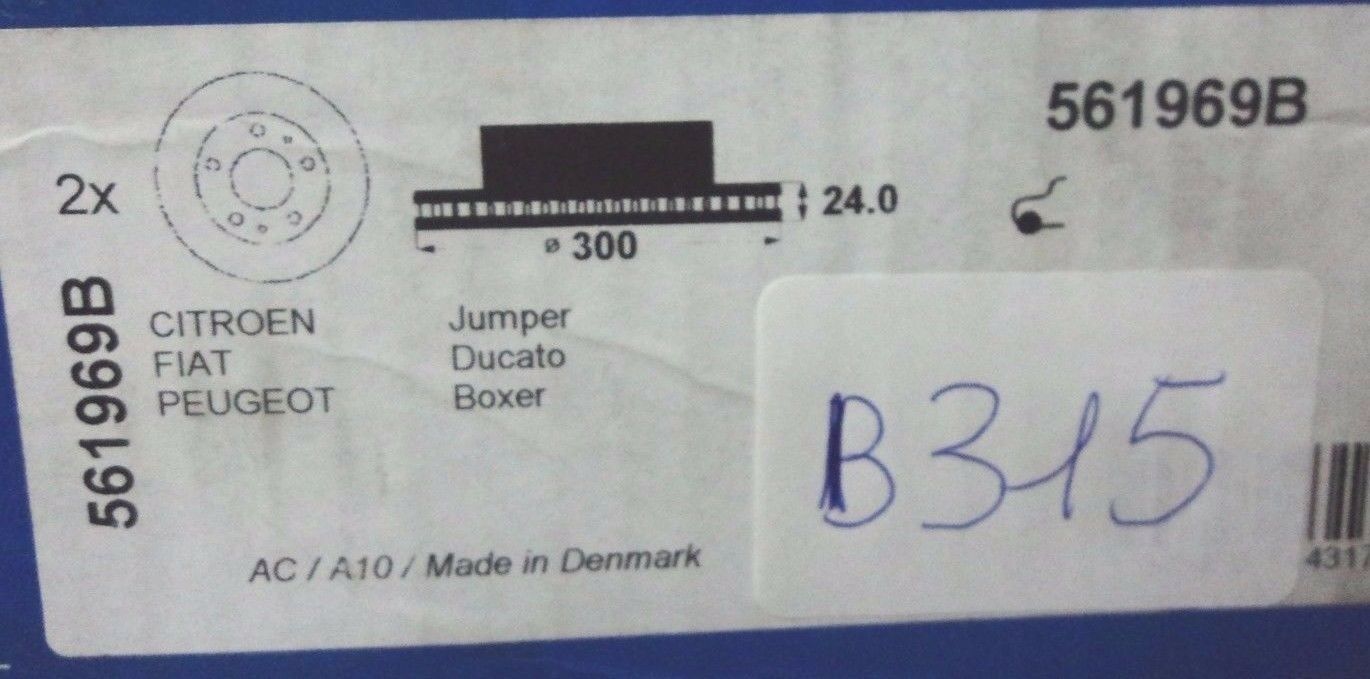 561969B
2x
24.0
ø 300
561969B
CITROEN Jumper
FIAT Ducato
PEUGEOT Boxer
B315
AC / A10 / Made in Denmark
4317